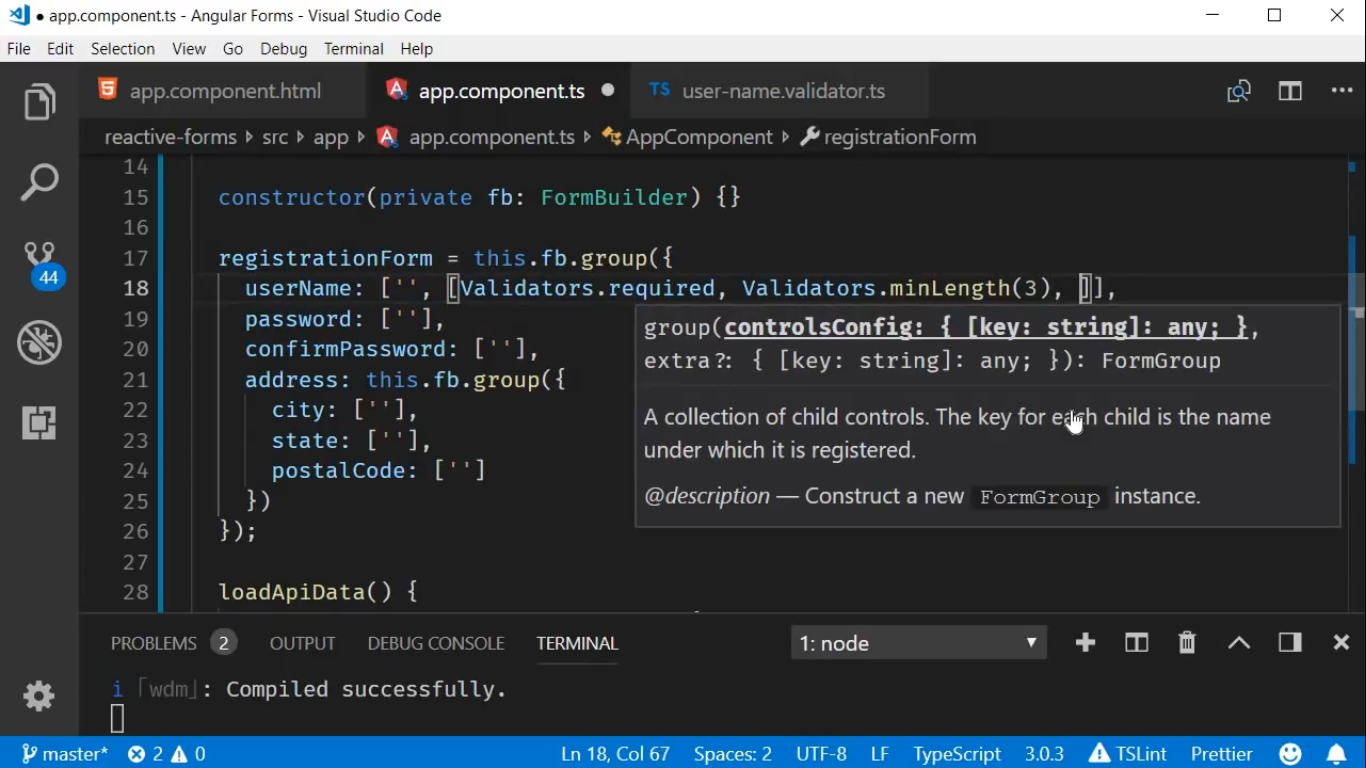 ● app.component.ts - Angular Forms - Visual Studio Code
File Edit Selection View Go Debug Terminal Help
app.component.html app.component.ts TS user-name.validator.ts
reactive-forms src app app.component.ts AppComponent registrationForm
14
15 constructor(private fb: FormBuilder) {}
16
17 registrationForm = this.fb.group({
18 userName: ['', [Validators.required, Validators.minLength(3), ]],
19 password: [''],
20 confirmPassword: [''],
21 address: this.fb.group({
22 city: [''],
23 state: [''],
24 postalCode: ['']
25 })
26 });
27
28 loadApiData() {
group(controlsConfig: { [key: string]: any; },
extra?: { [key: string]: any; }): FormGroup
A collection of child controls. The key for each child is the name
under which it is registered.
@description — Construct a new FormGroup instance.
44
PROBLEMS 2 OUTPUT DEBUG CONSOLE TERMINAL 1: node
i ｢wdm｣: Compiled successfully.
master* 2 0 Ln 18, Col 67 Spaces: 2 UTF-8 LF TypeScript 3.0.3 TSLint Prettier